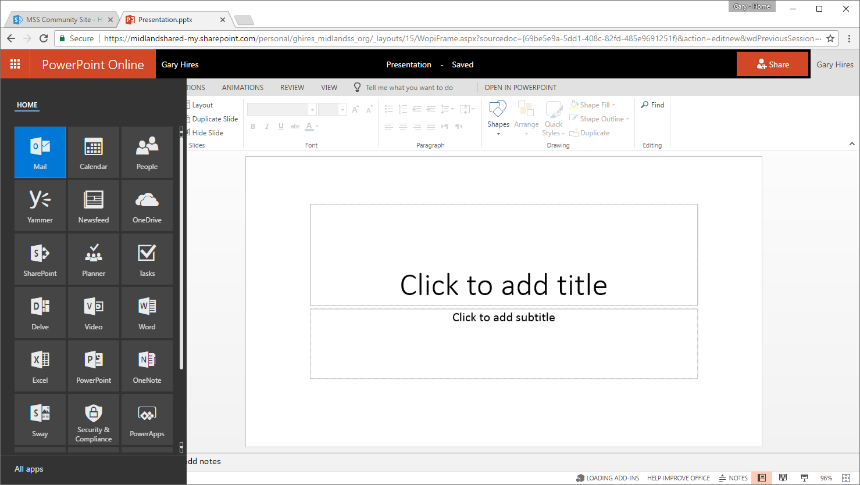 Gary - Home
MSS Community Site - H
Presentation.pptx
Secure
https://midlandshared-my.sharepoint.com/personal/ghires_midlandss_org/_layouts/15/WopiFrame.aspx?sourcedoc={69be5e9a-5dd1-408c-82fd-485e9691251f}&action=editnew&wdPreviousSession=
PowerPoint Online
Gary Hires
Presentation - Saved
Share
Gary Hires
IONS
ANIMATIONS
REVIEW
VIEW
Tell me what you want to do
OPEN IN POWERPOINT
Layout
Duplicate Slide
Hide Slide
Slides
B I U abc A
Font
Paragraph
Shapes
Arrange
Quick
Styles
Shape Fill
Shape Outline
Duplicate
Drawing
Find
Editing
HOME
Mail
Calendar
People
Yammer
Newsfeed
OneDrive
SharePoint
Planner
Tasks
Delve
Video
Word
Excel
PowerPoint
OneNote
Sway
Security &
Compliance
PowerApps
All apps
Click to add title
Click to add subtitle
dd notes
LOADING ADD-INS
HELP IMPROVE OFFICE
NOTES
96%